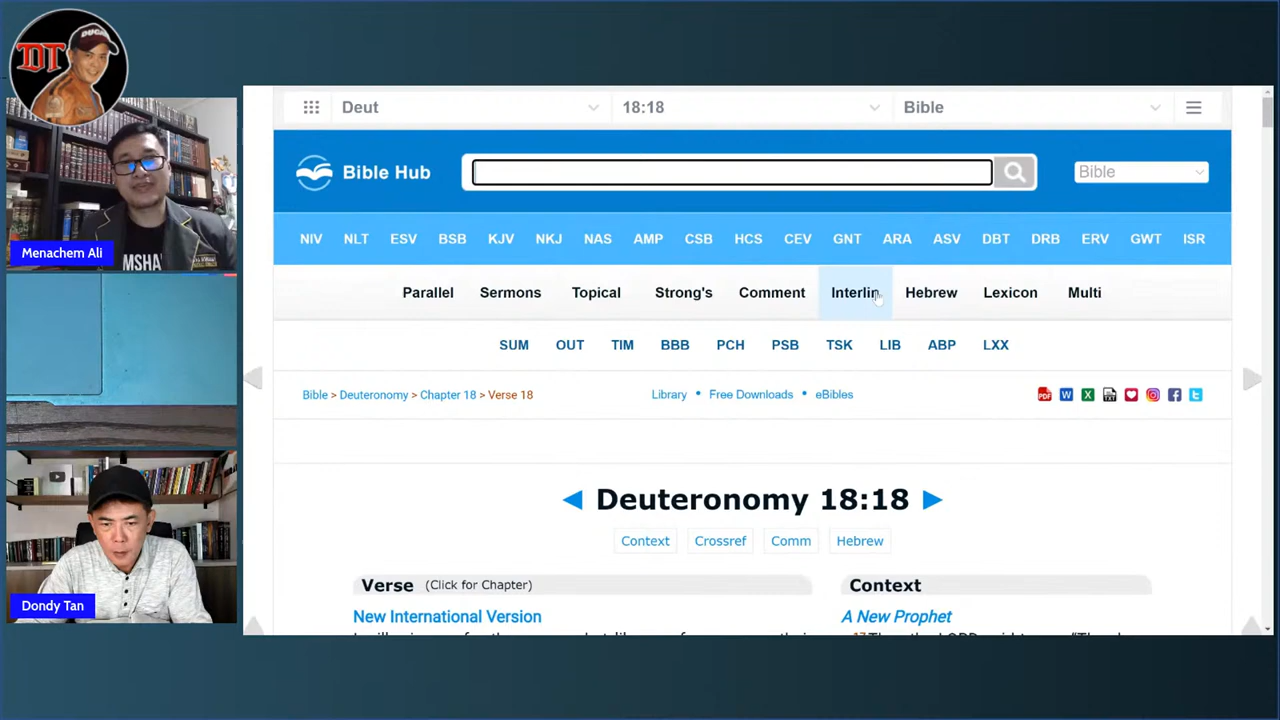 DUCA
DT
MSHA
Menachem Ali
Dondy Tan
Deut 18:18 Bible
Bible Hub Bible
NIV NLT ESV BSB KJV NKJ NAS AMP CSB HCS CEV GNT ARA ASV DBT DRB ERV GWT ISR
Parallel Sermons Topical Strong's Comment Interlin Hebrew Lexicon Multi
SUM OUT TIM BBB PCH PSB TSK LIB ABP LXX
Bible > Deuteronomy > Chapter 18 > Verse 18 Library • Free Downloads • eBibles
PDF W X TXT
◀ Deuteronomy 18:18 ▶
Context Crossref Comm Hebrew
Verse (Click for Chapter) Context
New International Version A New Prophet